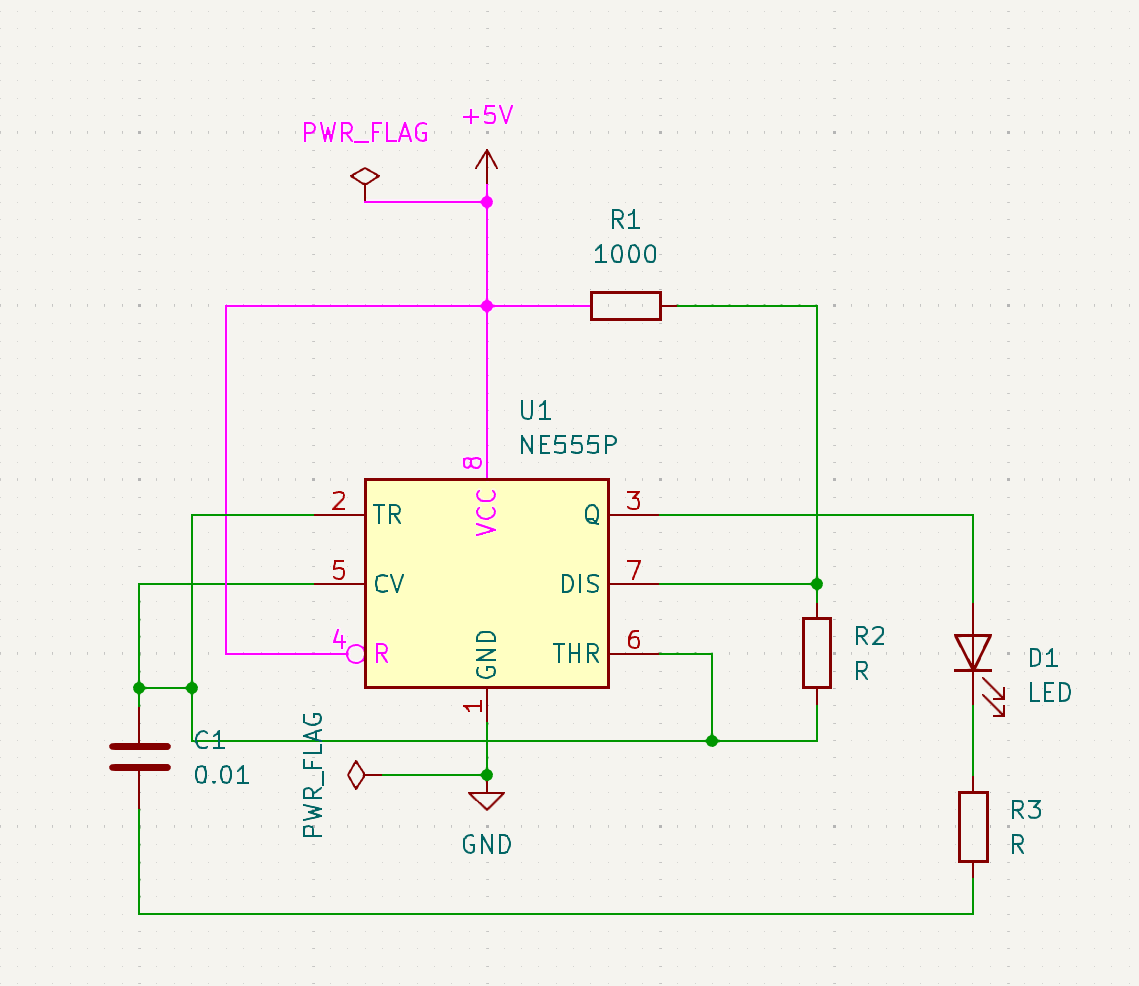 +5V
PWR_FLAG
R1
1000
U1
NE555P
8
2
TR
VCC
Q
3
5
CV
DIS
7
4
R
GND
THR
6
R2
R
D1
LED
1
C1
0.01
PWR_FLAG
GND
R3
R